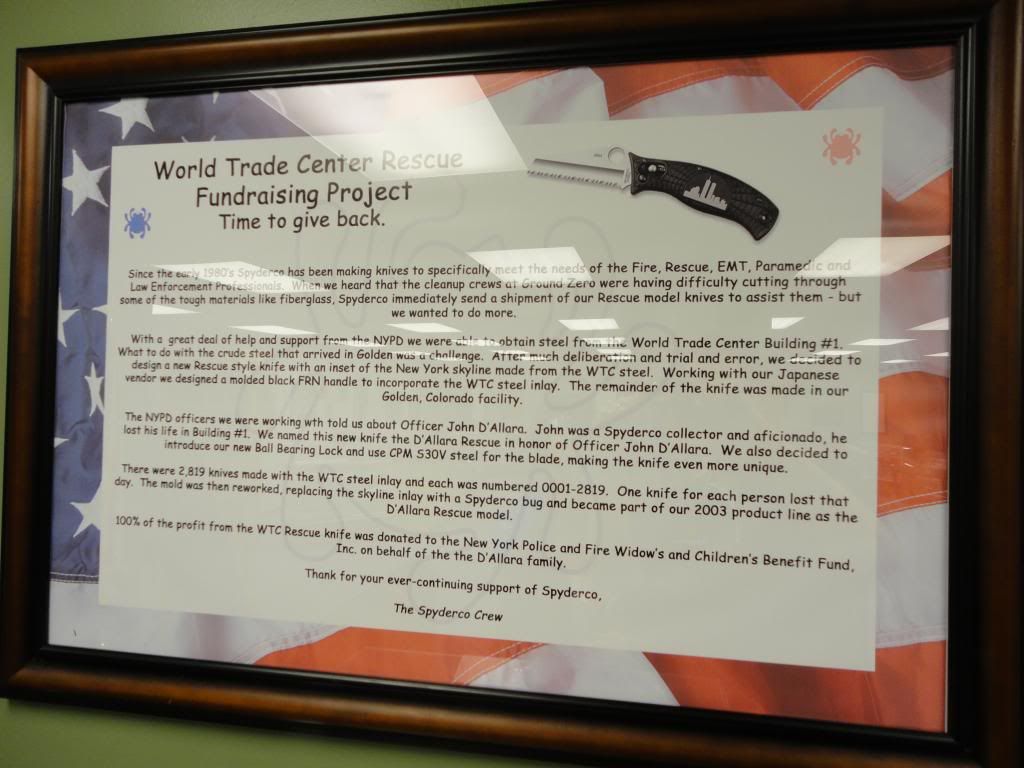 World Trade Center Rescue
Fundraising Project
Time to give back.
Since the early 1980's Spyderco has been making knives to specifically meet the needs of the Fire, Rescue, EMT, Paramedic and
Law Enforcement Professionals. When we heard that the cleanup crews at Ground Zero were having difficulty cutting through
some of the tough materials like fiberglass, Spyderco immediately send a shipment of our Rescue model knives to assist them - but
we wanted to do more.
With a great deal of help and support from the NYPD we were able to obtain steel from the World Trade Center Building #1.
What to do with the crude steel that arrived in Golden was a challenge. After much deliberation and trial and error, we decided to
design a new Rescue style knife with an inset of the New York skyline made from the WTC steel. Working with our Japanese
vendor we designed a molded black FRN handle to incorporate the WTC steel inlay. The remainder of the knife was made in our
Golden, Colorado facility.
The NYPD officers we were working wth told us about Officer John D'Allara. John was a Spyderco collector and aficionado, he
lost his life in Building #1. We named this new knife the D'Allara Rescue in honor of Officer John D'Allara. We also decided to
introduce our new Ball Bearing Lock and use CPM S30V steel for the blade, making the knife even more unique.
There were 2,819 knives made with the WTC steel inlay and each was numbered 0001-2819. One knife for each person lost that
day. The mold was then reworked, replacing the skyline inlay with a Spyderco bug and became part of our 2003 product line as the
D'Allara Rescue model.
100% of the profit from the WTC Rescue knife was donated to the New York Police and Fire Widow's and Children's Benefit Fund,
Inc. on behalf of the the D'Allara family.
Thank for your ever-continuing support of Spyderco,
The Spyderco Crew